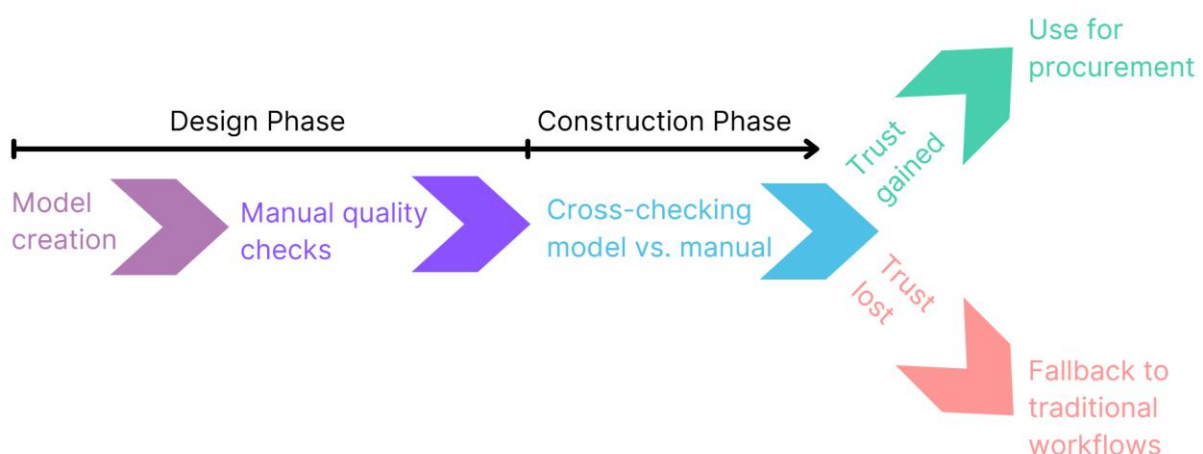 Design Phase
Construction Phase
Model
creation
Manual quality
checks
Cross-checking
model vs. manual
Trust
gained
Use for
procurement
Trust
lost
Fallback to
traditional
workflows